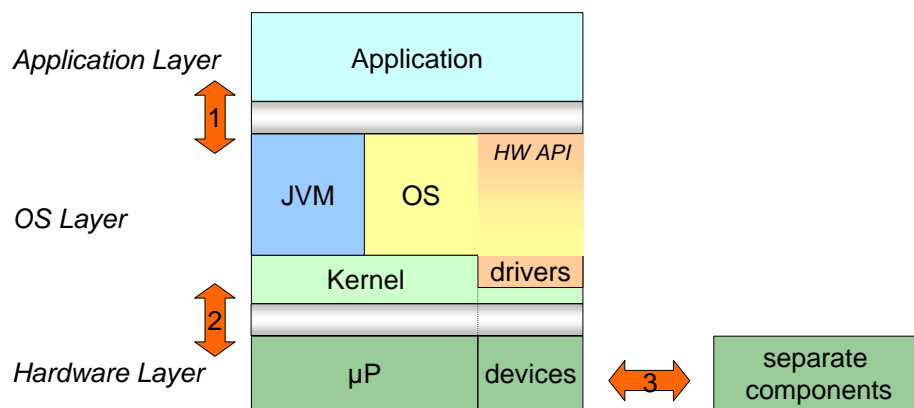 Application Layer
Application
1
HW API
JVM
OS
OS Layer
Kernel
drivers
2
Hardware Layer
µP
devices
3
separate
components